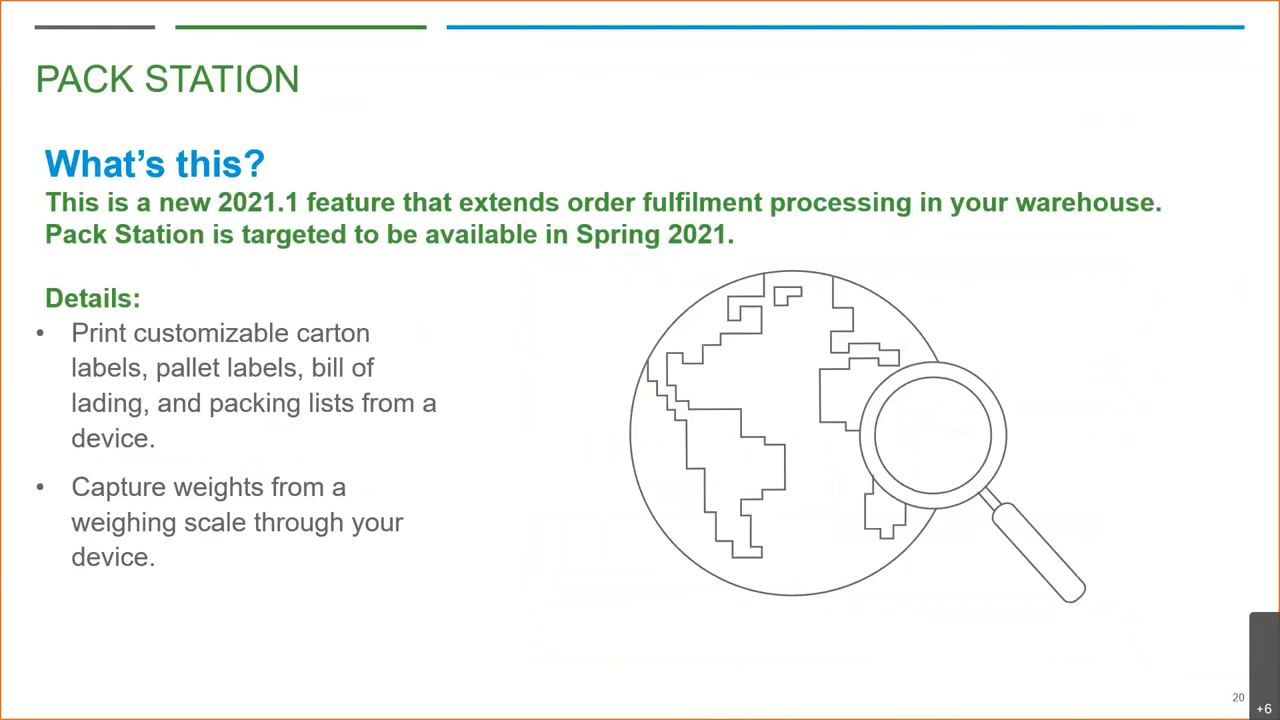 PACK STATION
What’s this?
This is a new 2021.1 feature that extends order fulfilment processing in your warehouse.
Pack Station is targeted to be available in Spring 2021.
Details:
• Print customizable carton
labels, pallet labels, bill of
lading, and packing lists from a
device.
• Capture weights from a
weighing scale through your
device.
20
+6